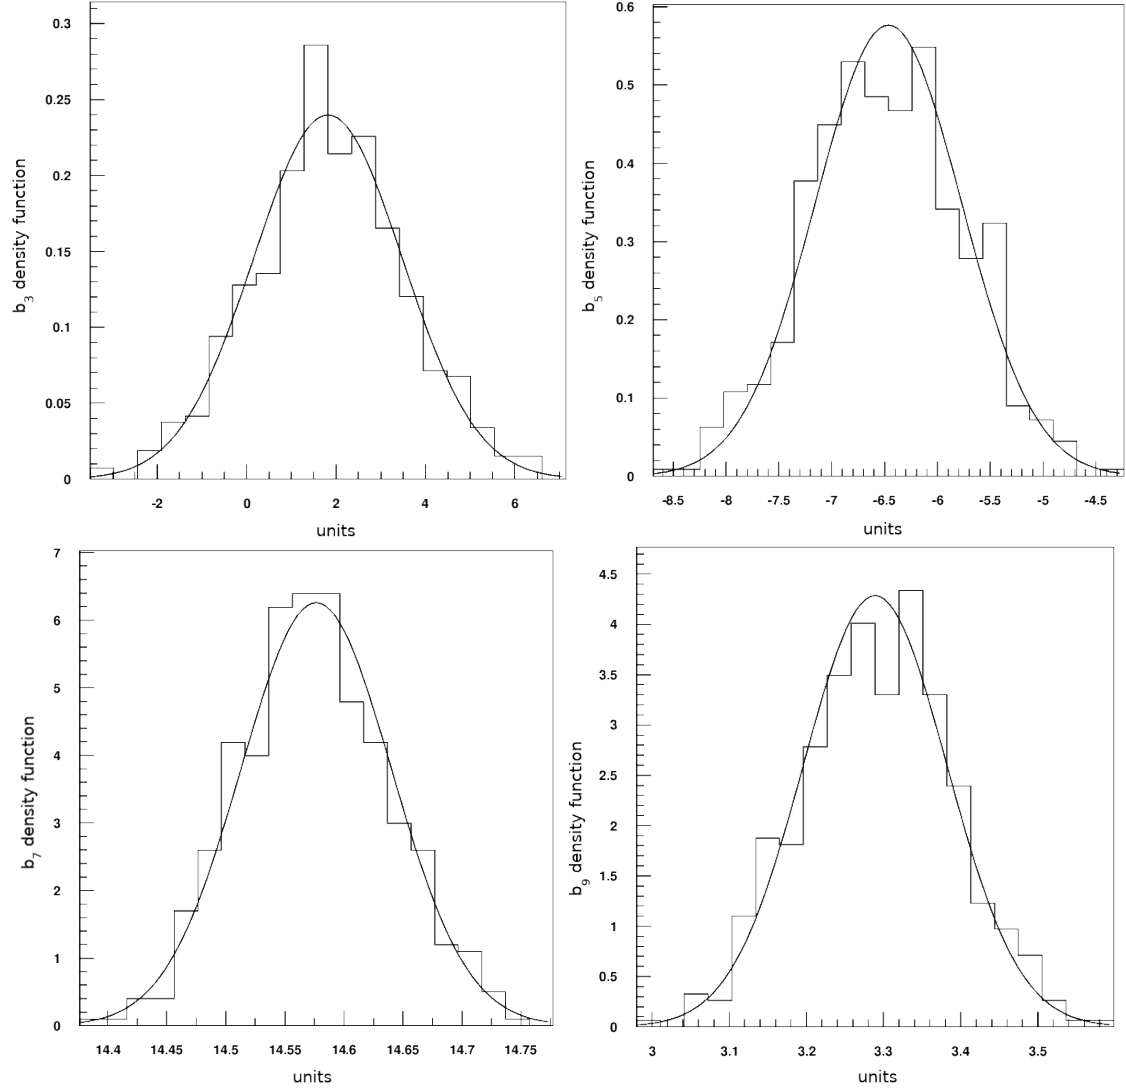 0.3
0.25
0.2
0.15
0.1
0.05
0
b3 density function
-2 0 2 4 6
units
0.6
0.5
0.4
0.3
0.2
0.1
0
b5 density function
-8.5 -8 -7.5 -7 -6.5 -6 -5.5 -5 -4.5
units
7
6
5
4
3
2
1
0
b7 density function
14.4 14.45 14.5 14.55 14.6 14.65 14.7 14.75
units
4.5
4
3.5
3
2.5
2
1.5
1
0.5
0
b9 density function
3 3.1 3.2 3.3 3.4 3.5
units